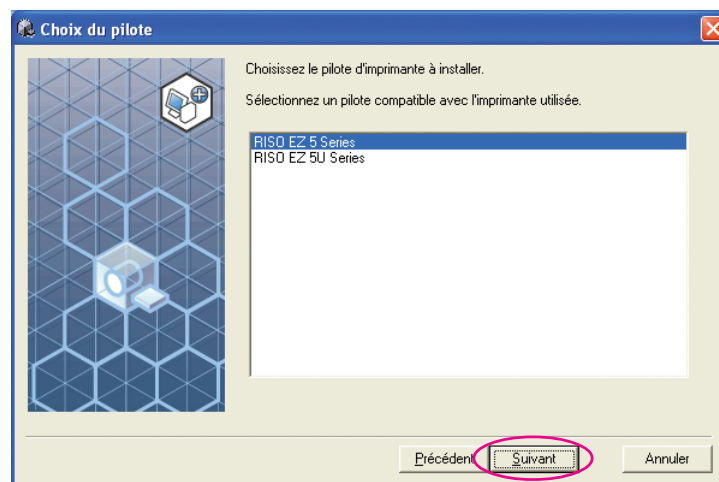 Choix du pilote
Choisissez le pilote d'imprimante à installer.
Sélectionnez un pilote compatible avec l'imprimante utilisée.
RISO EZ 5 Series
RISO EZ 5U Series
Précédent
Suivant
Annuler